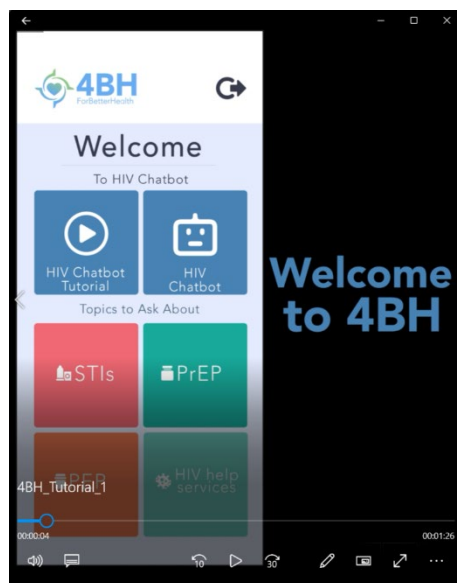 4BH
ForBetterHealth
Welcome
To HIV Chatbot
HIV Chatbot
Tutorial
HIV
Chatbot
Topics to Ask About
STIs
PrEP
PEP
HIV help
services
Welcome
to 4BH
4BH_Tutorial_1
00:00:04
00:01:26
10
30